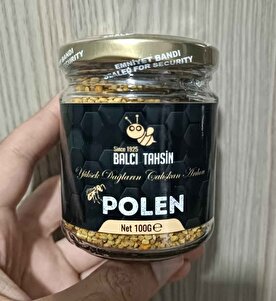 EMNİYET BANDI
SEALED FOR SECURITY
Since 1925
BALCI TAHSİN
Yüksek Dağların Çalışkan Arıları
POLEN
Net 100G℮